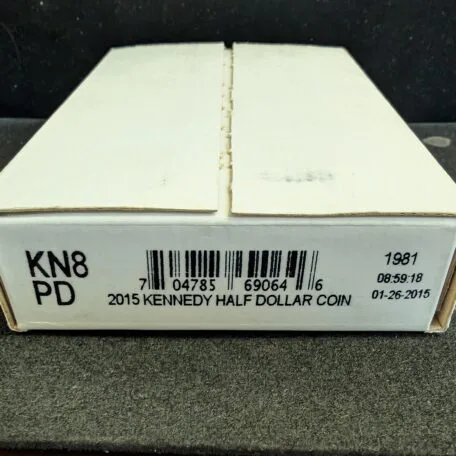 KN8
PD
7 04785 69064 6
2015 KENNEDY HALF DOLLAR COIN
1981
08:59:18
01-26-2015